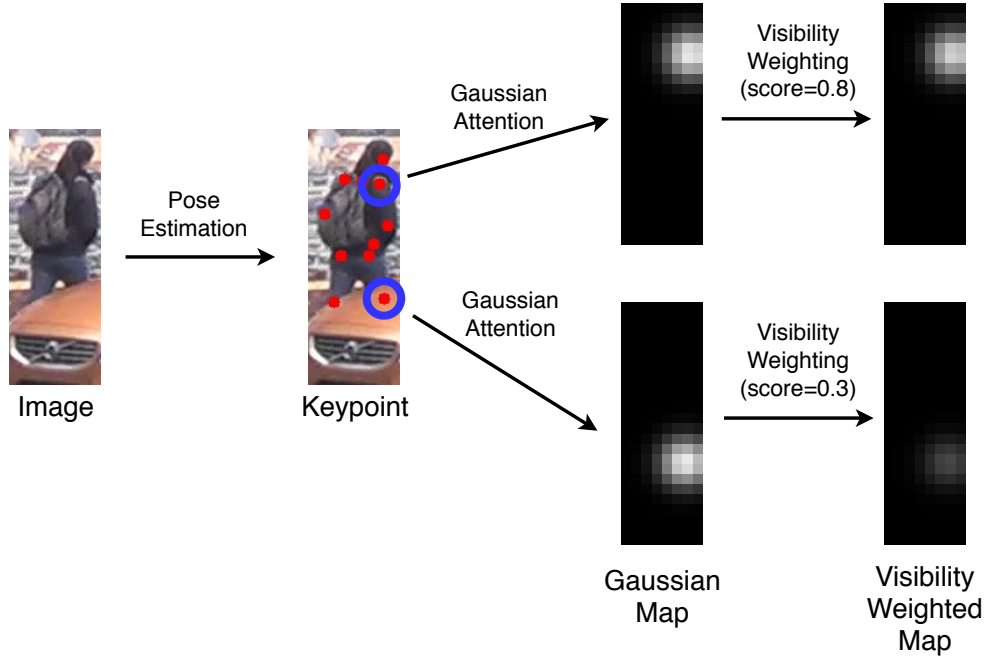 Image
Pose
Estimation
Keypoint
Gaussian
Attention
Gaussian
Attention
Visibility
Weighting
(score=0.8)
Visibility
Weighting
(score=0.3)
Gaussian
Map
Visibility
Weighted
Map